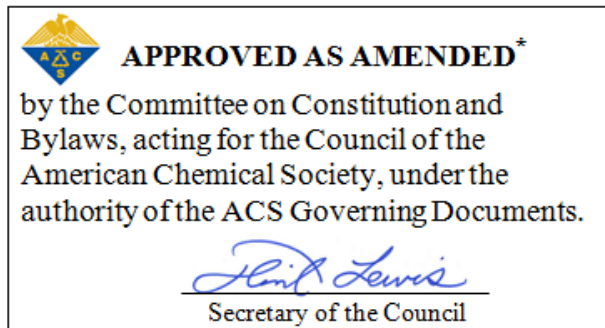 A C S
APPROVED AS AMENDED*
by the Committee on Constitution and
Bylaws, acting for the Council of the
American Chemical Society, under the
authority of the ACS Governing Documents.
Flint Lewis
Secretary of the Council